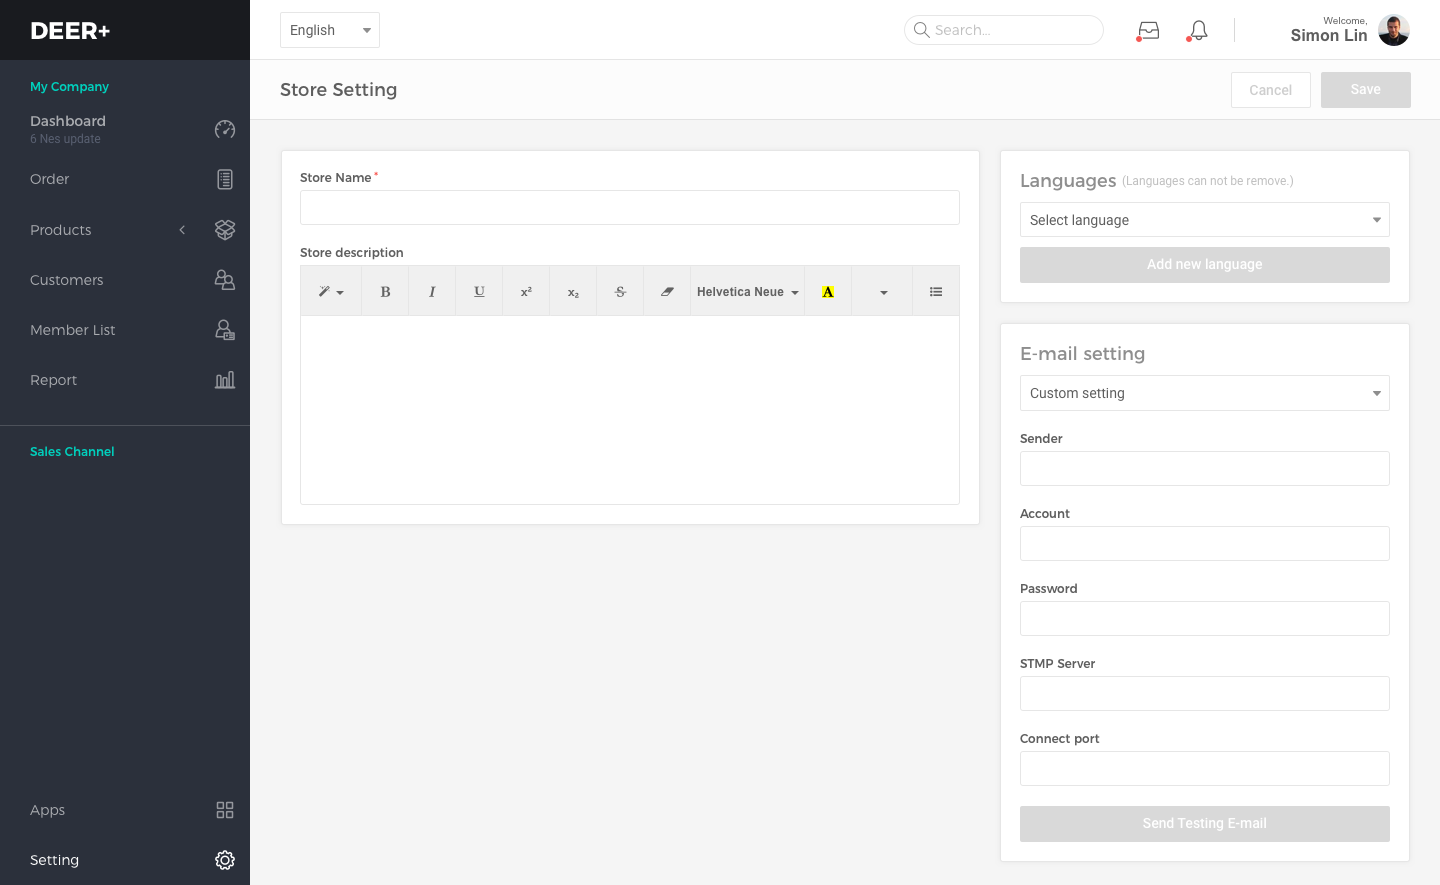 DEER+
English
Search...
Welcome,
Simon Lin
My Company
Dashboard
6 Nes update
Order
Products
Customers
Member List
Report
Sales Channel
Apps
Setting
Store Setting
Cancel
Save
Store Name*
Store description
B I U x² x₂ S Helvetica Neue A
Languages (Languages can not be remove.)
Select language
Add new language
E-mail setting
Custom setting
Sender
Account
Password
STMP Server
Connect port
Send Testing E-mail